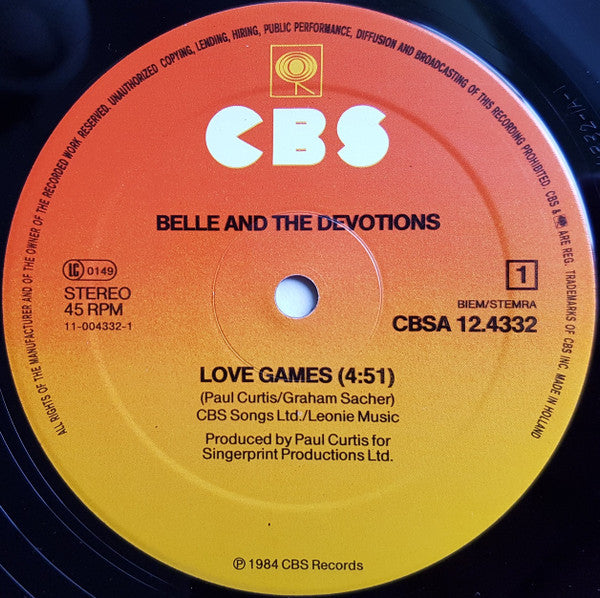 ALL RIGHTS OF THE MANUFACTURER AND OF THE OWNER OF THE RECORDED WORK RESERVED. UNAUTHORIZED COPYING, LENDING, HIRING, PUBLIC PERFORMANCE, DIFFUSION AND BROADCASTING OF THIS RECORDING PROHIBITED. CBS & ARE REG. TRADEMARKS OF CBS INC. MADE IN HOLLAND
CBS
BELLE AND THE DEVOTIONS
LC 0149
STEREO
45 RPM
11-004332-1
1
BIEM/STEMRA
CBSA 12.4332
LOVE GAMES (4:51)
(Paul Curtis/Graham Sacher)
CBS Songs Ltd./Leonie Music
Produced by Paul Curtis for
Singerprint Productions Ltd.
Ⓟ 1984 CBS Records